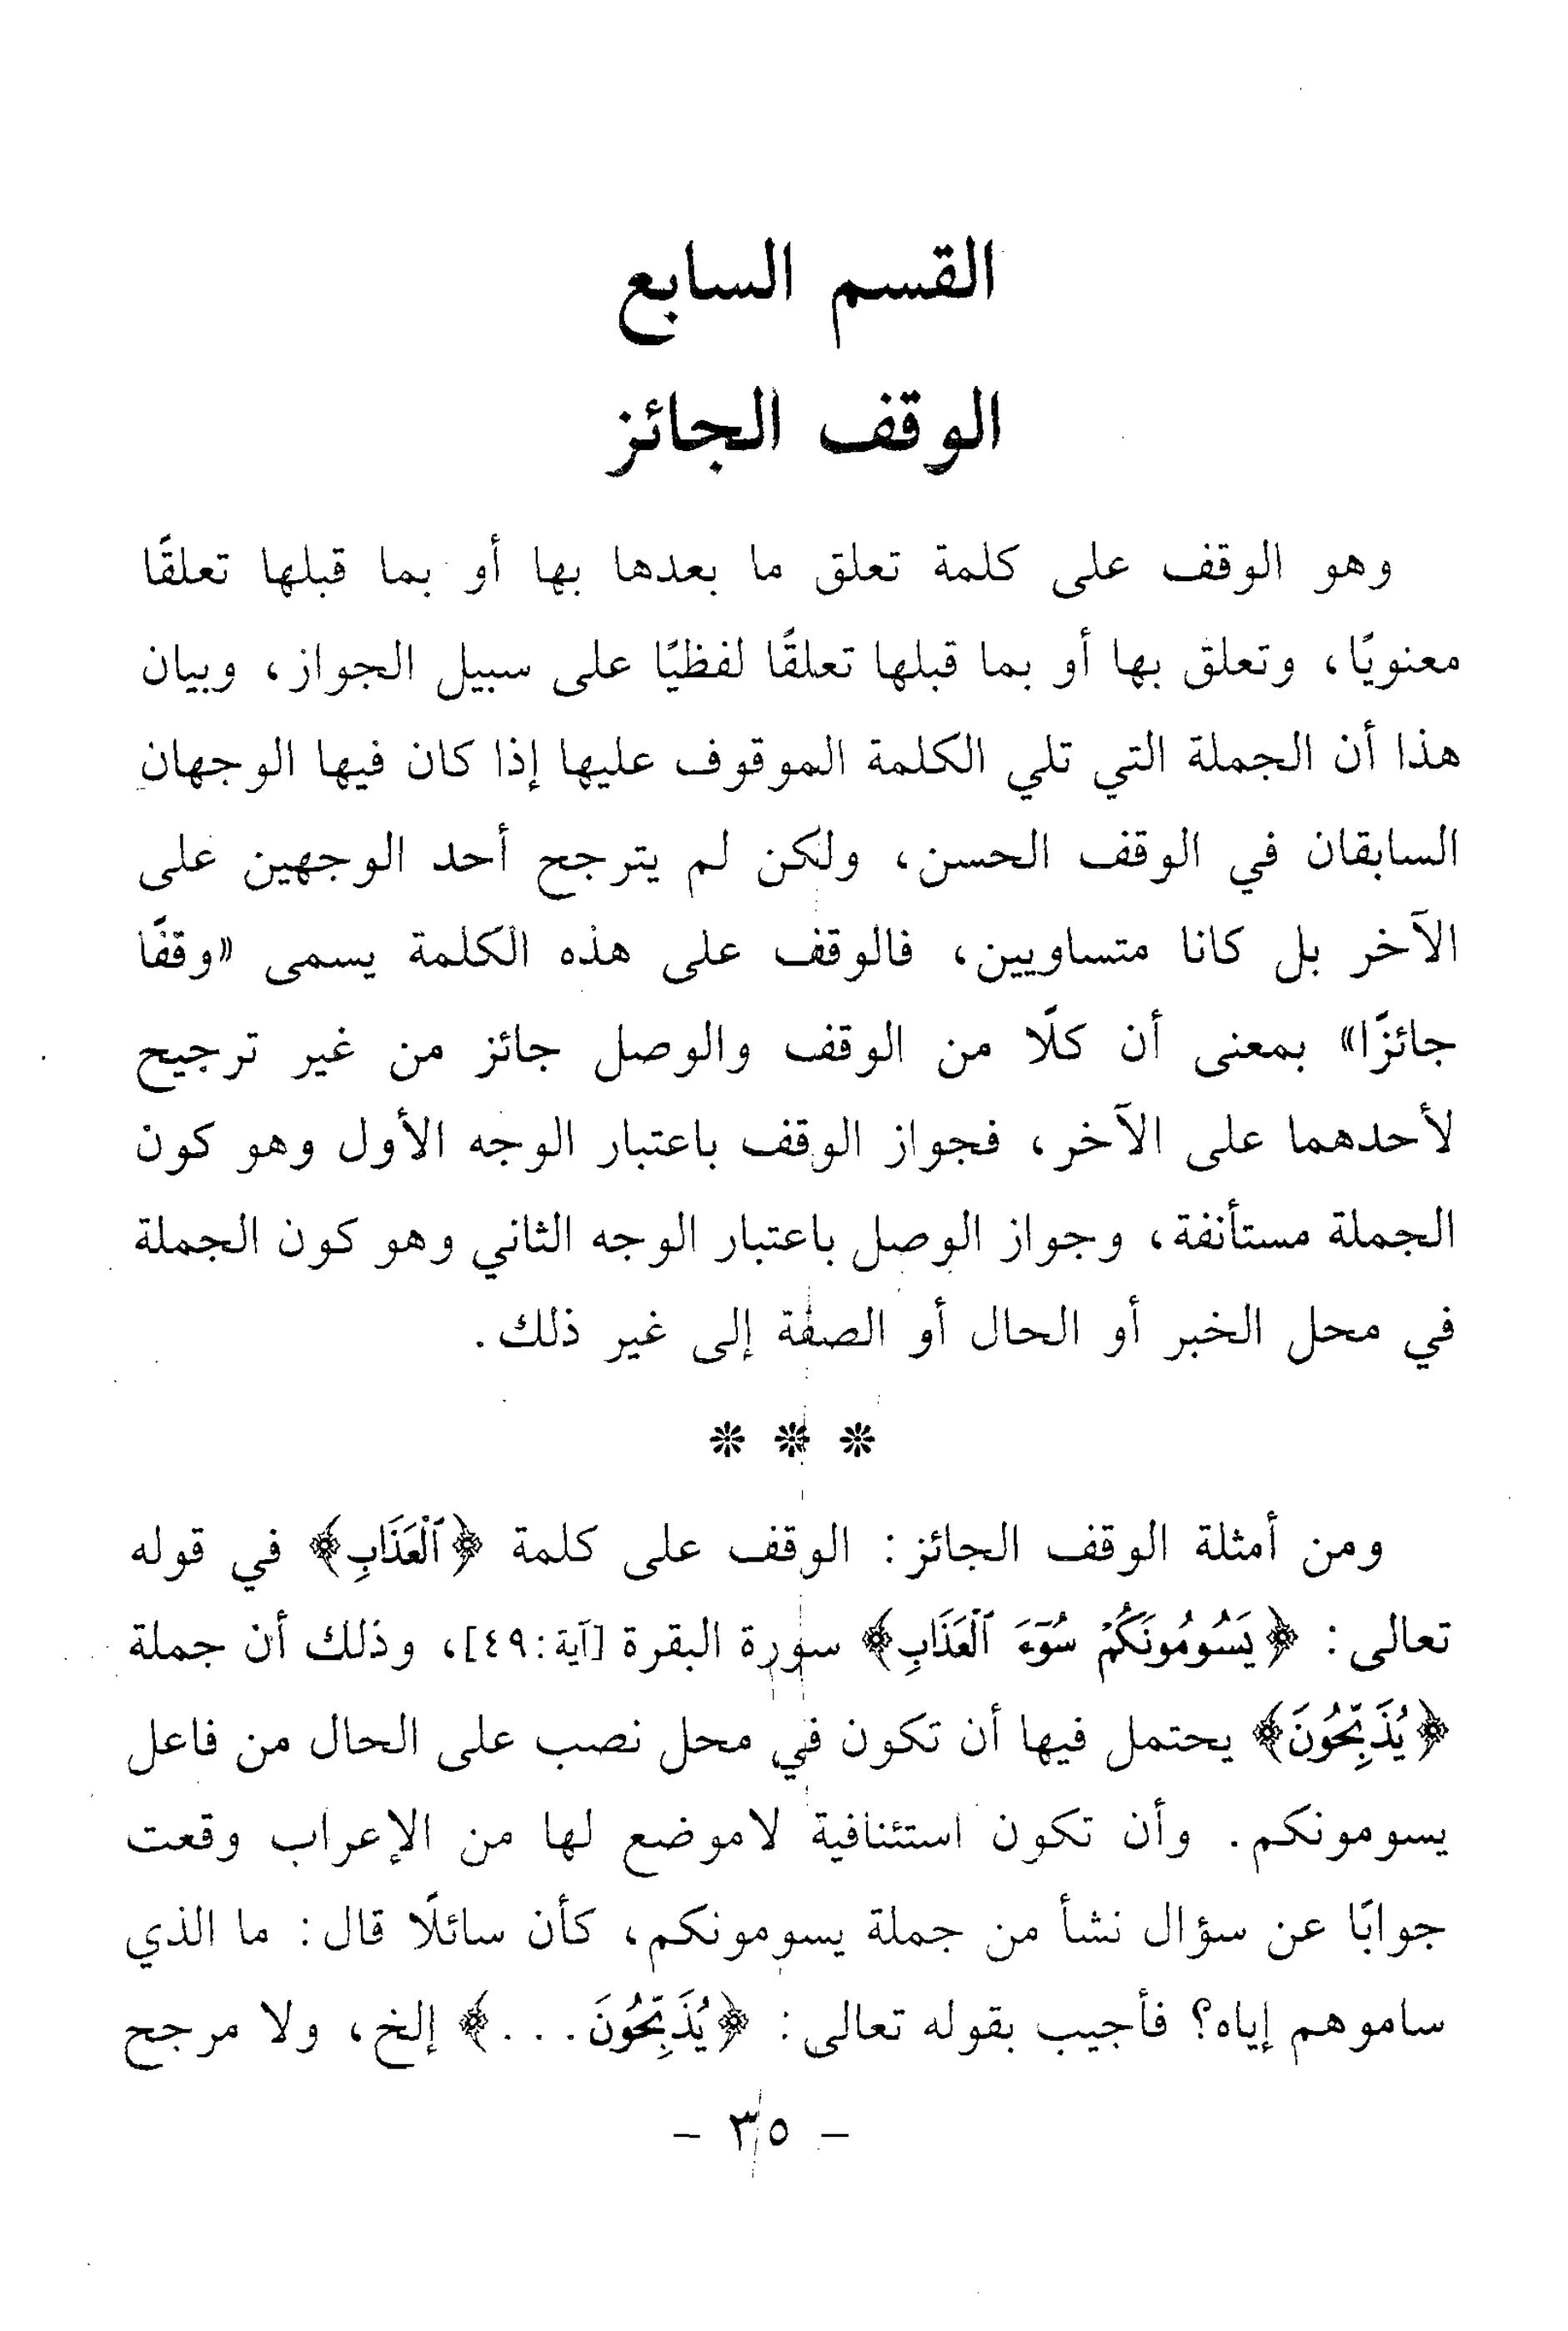 القسم السابع
الوقف الجائز
وهو الوقف على كلمة تعلق ما بعدها بها أو بما قبلها تعلقًا
معنويًا، وتعلق بها أو بما قبلها تعلقًا لفظيًا على سبيل الجواز، وبيان
هذا أن الجملة التي تلي الكلمة الموقوف عليها إذا كان فيها الوجهان
السابقان في الوقف الحسن، ولكن لم يترجح أحد الوجهين على
الآخر بل كانا متساويين، فالوقف على هذه الكلمة يسمى «وقفًا
جائزًا» بمعنى أن كلًا من الوقف والوصل جائز من غير ترجيح
لأحدهما على الآخر، فجواز الوقف باعتبار الوجه الأول وهو كون
الجملة مستأنفة، وجواز الوصل باعتبار الوجه الثاني وهو كون الجملة
في محل الخبر أو الحال أو الصفة إلى غير ذلك.
* * *
ومن أمثلة الوقف الجائز: الوقف على كلمة ﴿ٱلْعَذَابِ﴾ في قوله
تعالى: ﴿يَسُومُونَكُمْ سُوٓءَ ٱلْعَذَابِ﴾ سورة البقرة [آية:٤٩]، وذلك أن جملة
﴿يُذَبِّحُونَ﴾ يحتمل فيها أن تكون في محل نصب على الحال من فاعل
يسومونكم. وأن تكون استئنافية لاموضع لها من الإعراب وقعت
جوابًا عن سؤال نشأ من جملة يسومونكم، كأن سائلًا قال: ما الذي
ساموهم إياه؟ فأجيب بقوله تعالى: ﴿يُذَبِّحُونَ...﴾ إلخ، ولا مرجح
- ٣٥ -